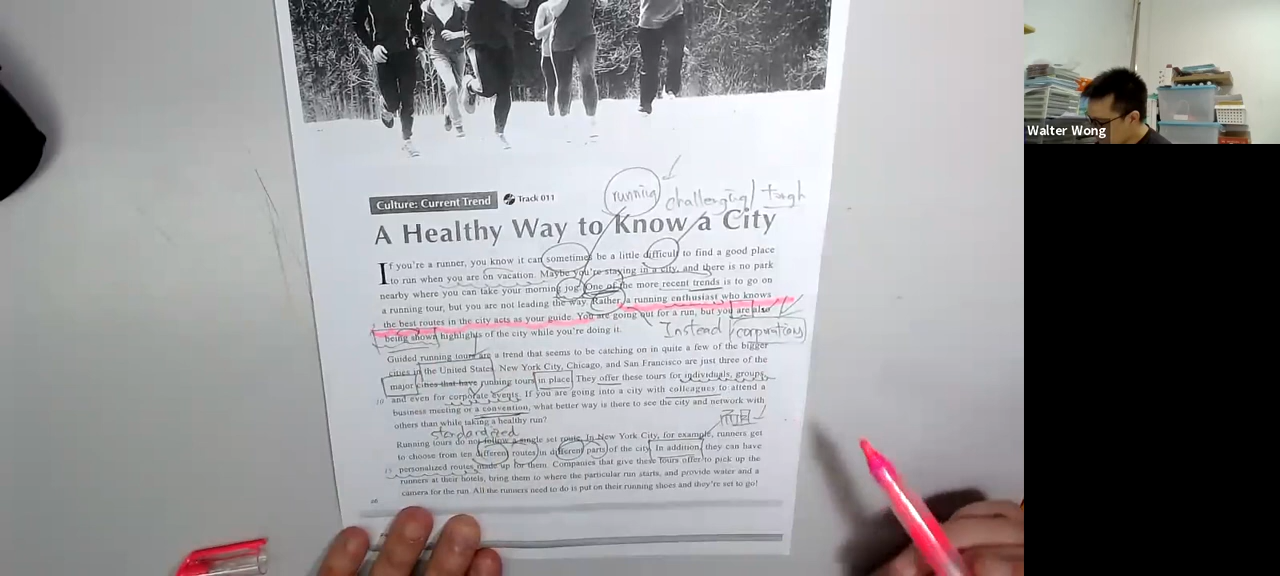 Walter Wong
Culture: Current Trend
Track 011
running
challenging / tough
A Healthy Way to Know a City
If you're a runner, you know it can sometimes be a little difficult to find a good place
to run when you are on vacation. Maybe you're staying in a city, and there is no park
nearby where you can take your morning jog. One of the more recent trends is to go on
a running tour, but you are not leading the way. Rather, a running enthusiast who knows
the best routes in the city acts as your guide. You are going out for a run, but you are also
being shown highlights of the city while you're doing it.
Instead / corporations
Guided running tours are a trend that seems to be catching on in quite a few of the bigger
cities in the United States. New York City, Chicago, and San Francisco are just three of the
major cities that have running tours in place. They offer these tours for individuals, groups,
10 and even for corporate events. If you are going into a city with colleagues to attend a
business meeting or a convention, what better way is there to see the city and network with
others than while taking a healthy run?
而且
standardized
Running tours do not follow a single set route. In New York City, for example, runners get
to choose from ten different routes in different parts of the city. In addition, they can have
15 personalized routes made up for them. Companies that give these tours offer to pick up the
runners at their hotels, bring them to where the particular run starts, and provide water and a
camera for the run. All the runners need to do is put on their running shoes and they're set to go!